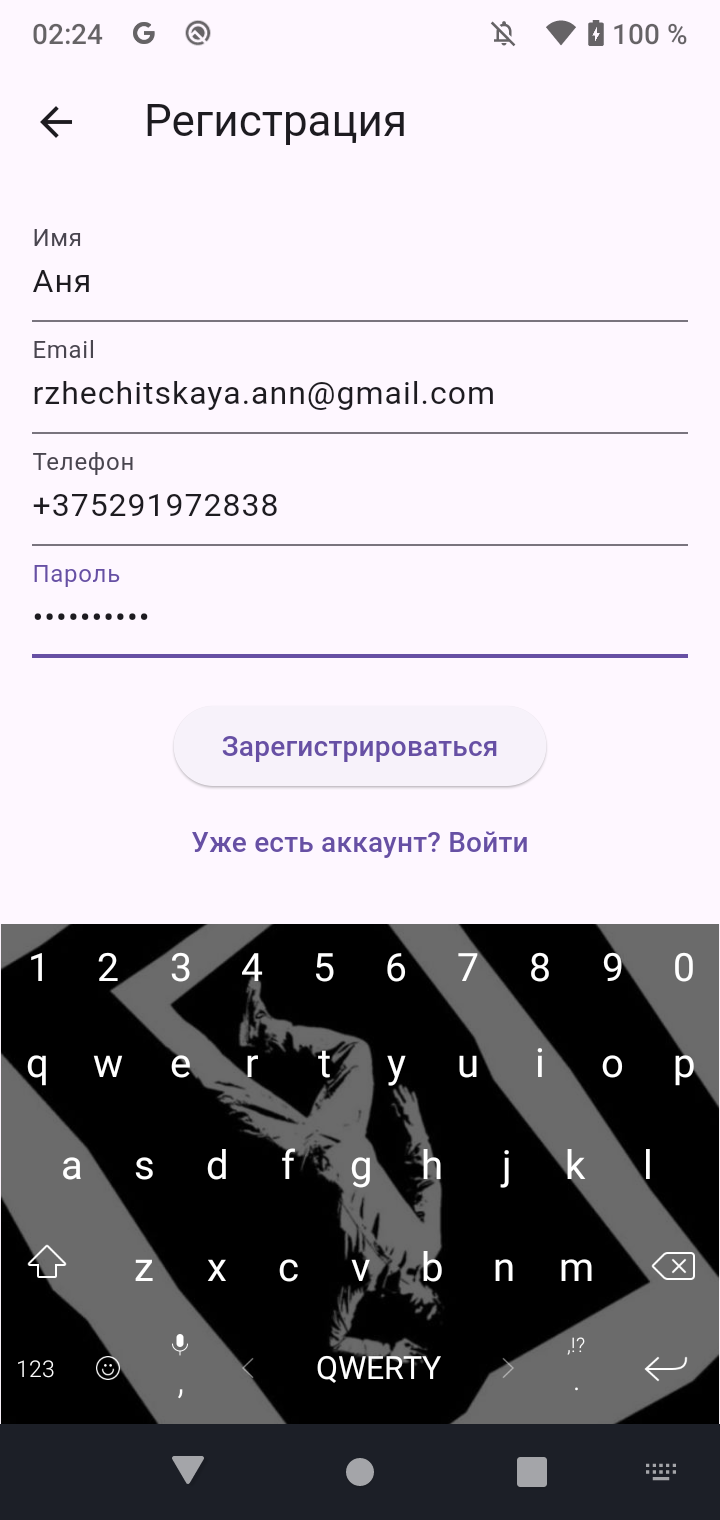 02:24 100 %
Регистрация
Имя
Аня
Email
rzhechitskaya.ann@gmail.com
Телефон
+375291972838
Пароль
••••••••••
Зарегистрироваться
Уже есть аккаунт? Войти
1 2 3 4 5 6 7 8 9 0
q w e r t y u i o p
a s d f g h j k l
z x c v b n m
123 , QWERTY ,!? .